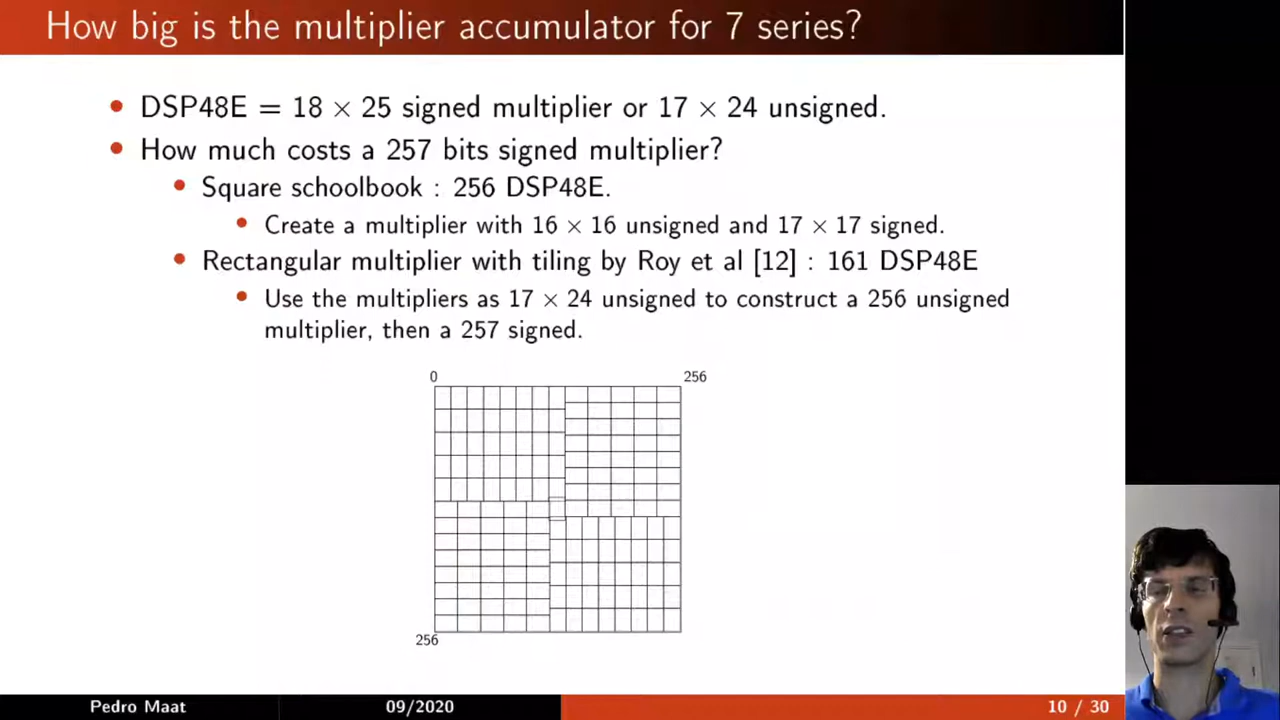 How big is the multiplier accumulator for 7 series?
• DSP48E = 18 × 25 signed multiplier or 17 × 24 unsigned.
• How much costs a 257 bits signed multiplier?
• Square schoolbook : 256 DSP48E.
• Create a multiplier with 16 × 16 unsigned and 17 × 17 signed.
• Rectangular multiplier with tiling by Roy et al [12] : 161 DSP48E
• Use the multipliers as 17 × 24 unsigned to construct a 256 unsigned
multiplier, then a 257 signed.
0
256
256
Pedro Maat
09/2020
10 / 30